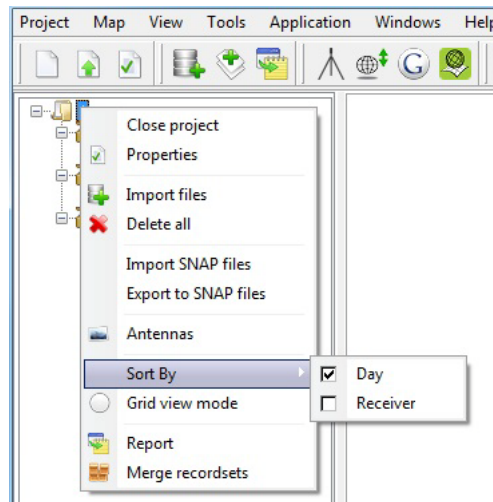 Project Map View Tools Application Windows Help
G
Close project
Properties
Import files
Delete all
Import SNAP files
Export to SNAP files
Antennas
Sort By
Day
Grid view mode
Receiver
Report
Merge recordsets